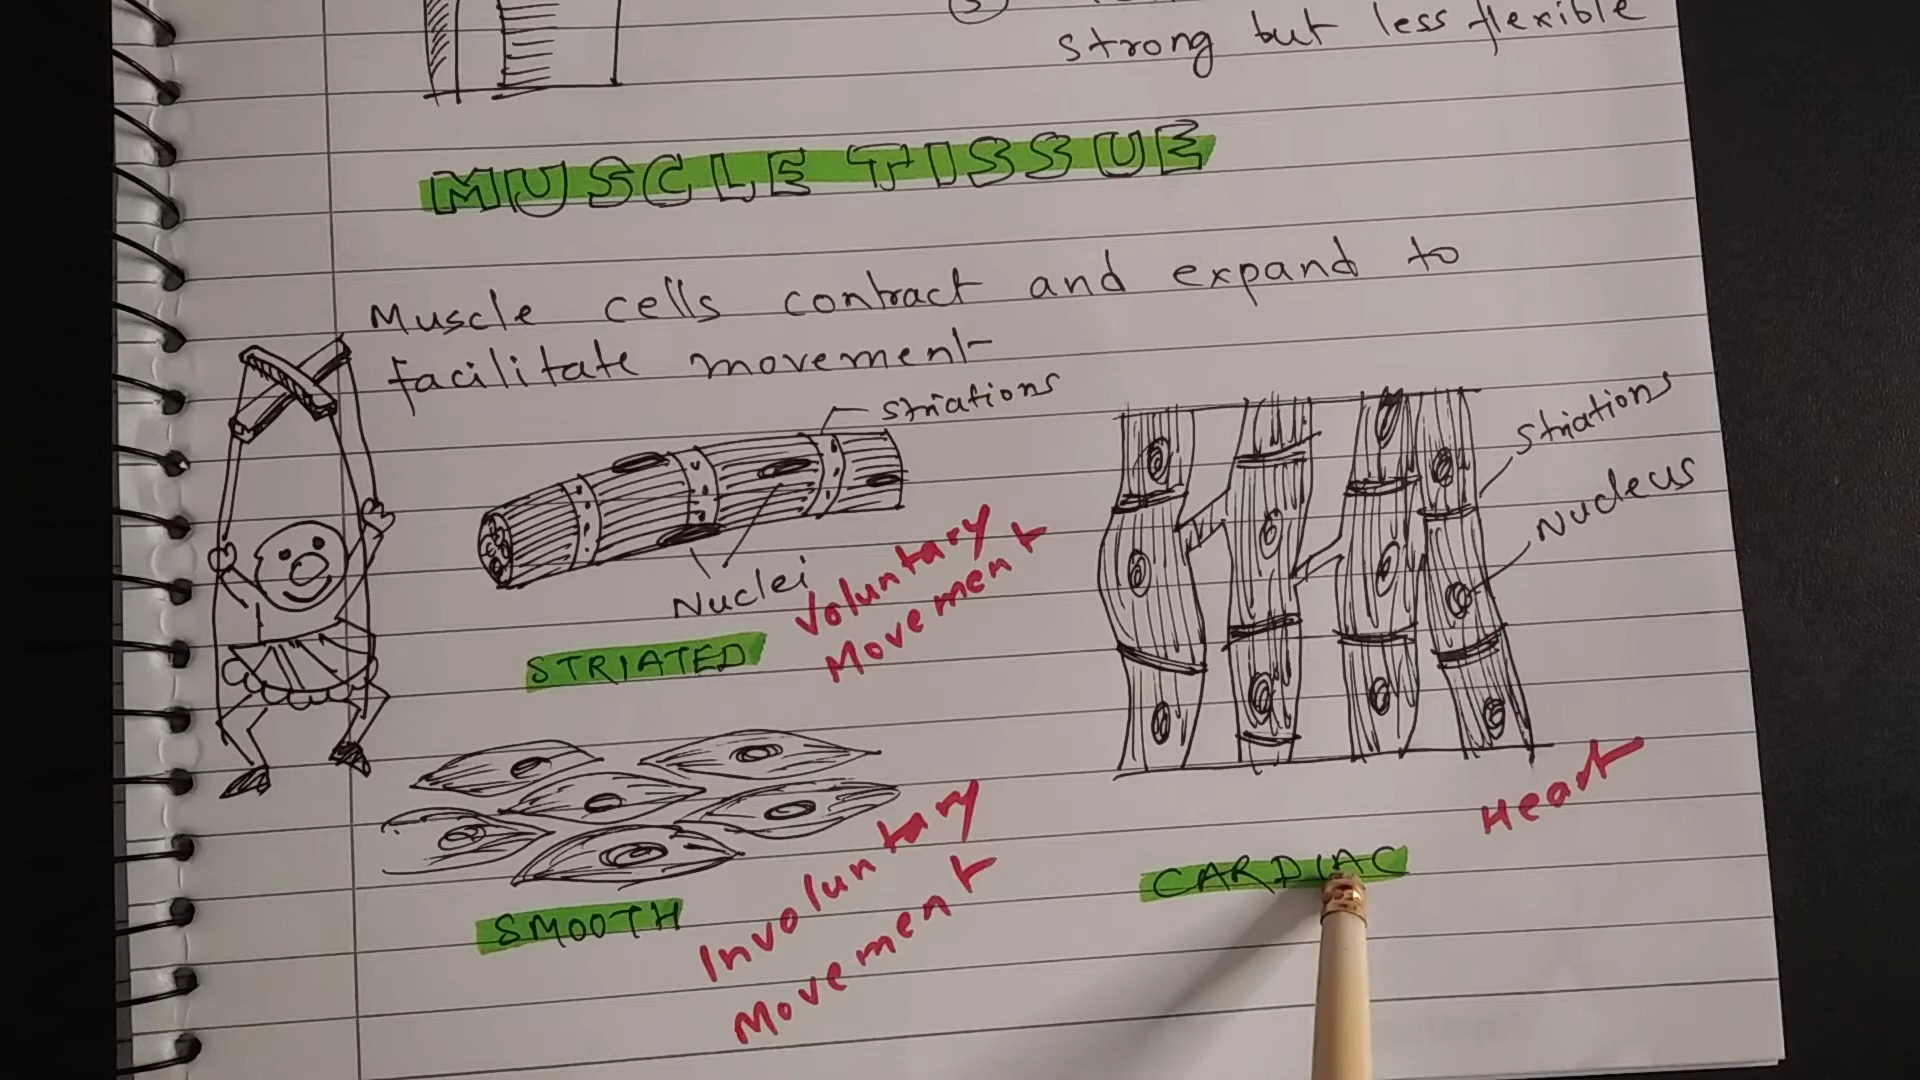 strong but less flexible
MUSCLE TISSUE
Muscle cells contract and expand to
facilitate movement
Striations
Nuclei
Voluntary
Movement
STRIATED
Striations
Nucleus
Involuntary
Movement
SMOOTH
Heart
CARDIAC